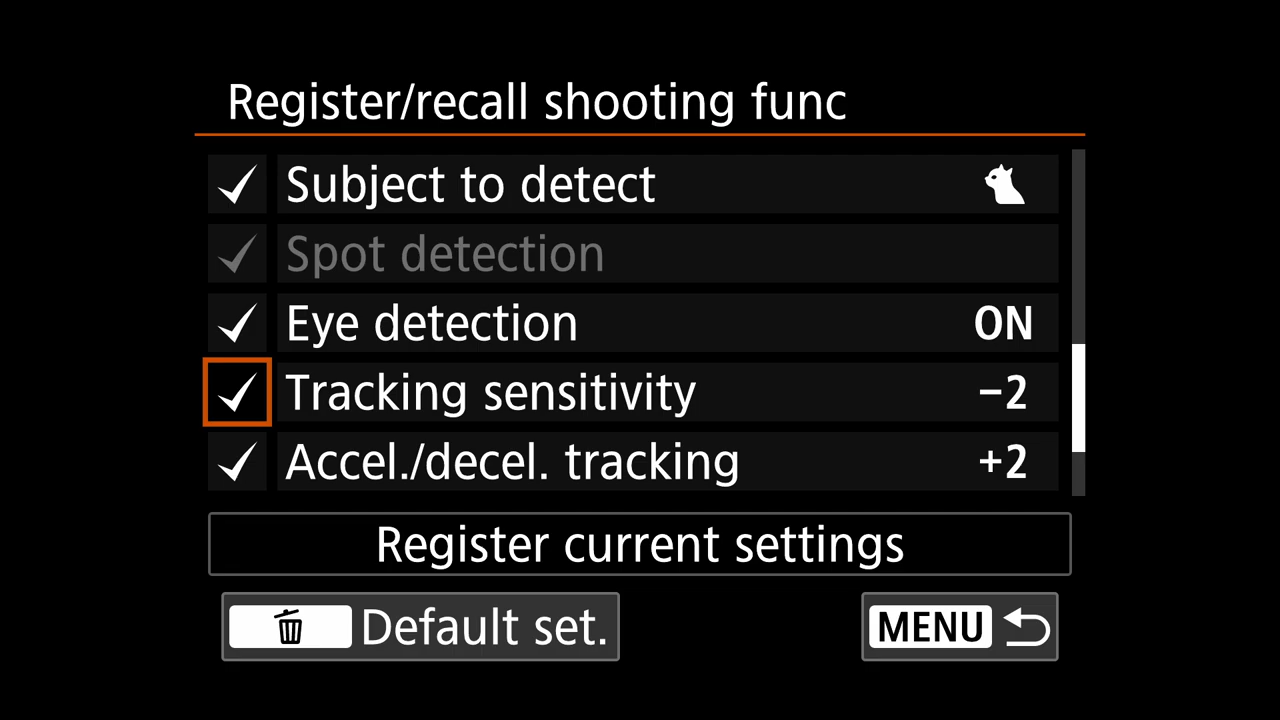 Register/recall shooting func
Subject to detect
Spot detection
Eye detection ON
Tracking sensitivity −2
Accel./decel. tracking +2
Register current settings
Default set. MENU